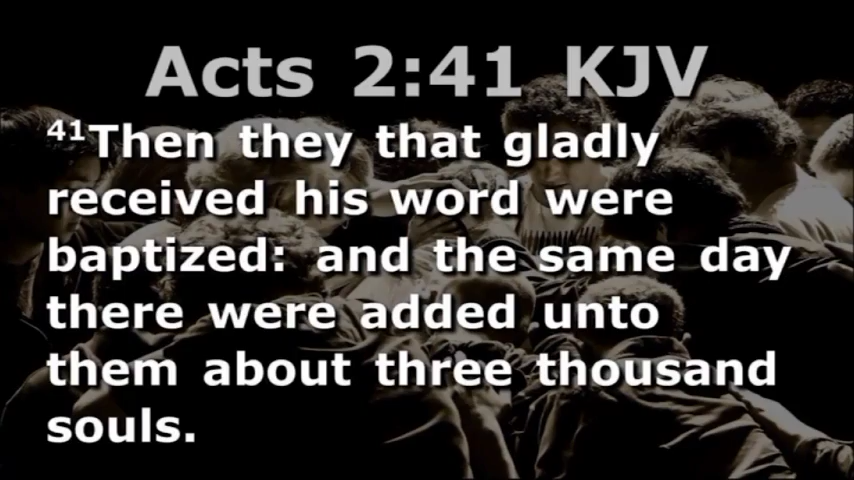 Acts 2:41 KJV
41Then they that gladly
received his word were
baptized: and the same day
there were added unto
them about three thousand
souls.